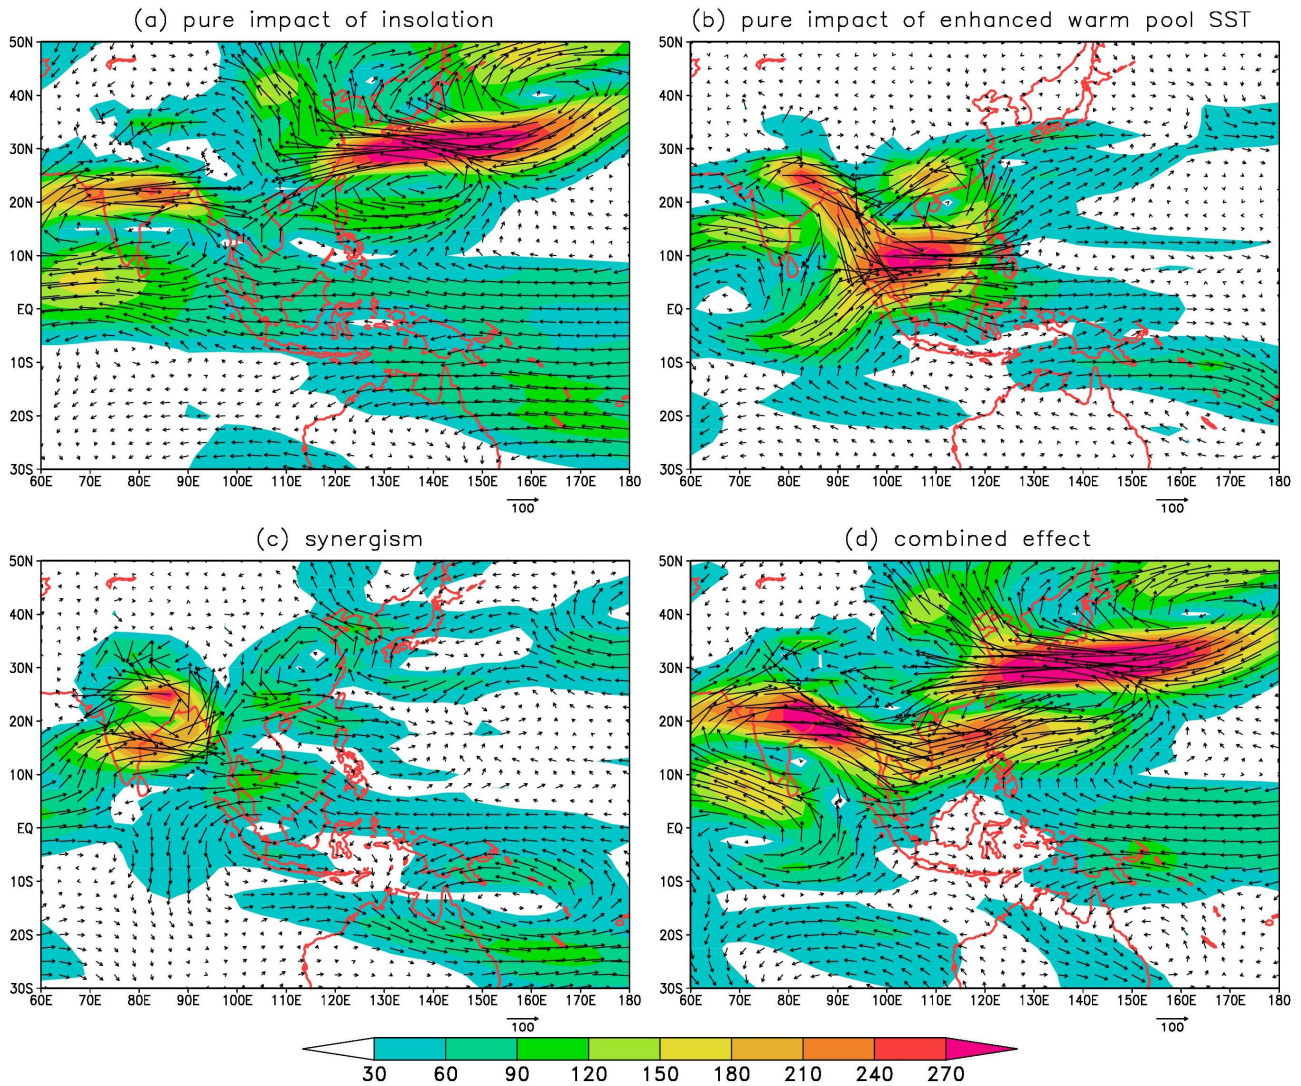 (a) pure impact of insolation
(b) pure impact of enhanced warm pool SST
50N 50N
40N 40N
30N 30N
20N 20N
10N 10N
EQ EQ
10S 10S
20S 20S
30S 30S
60E 70E 80E 90E 100E 110E 120E 130E 140E 150E 160E 170E 180 60E 70E 80E 90E 100E 110E 120E 130E 140E 150E 160E 170E 180
100 100
(c) synergism
(d) combined effect
50N 50N
40N 40N
30N 30N
20N 20N
10N 10N
EQ EQ
10S 10S
20S 20S
30S 30S
60E 70E 80E 90E 100E 110E 120E 130E 140E 150E 160E 170E 180 60E 70E 80E 90E 100E 110E 120E 130E 140E 150E 160E 170E 180
100 100
30 60 90 120 150 180 210 240 270